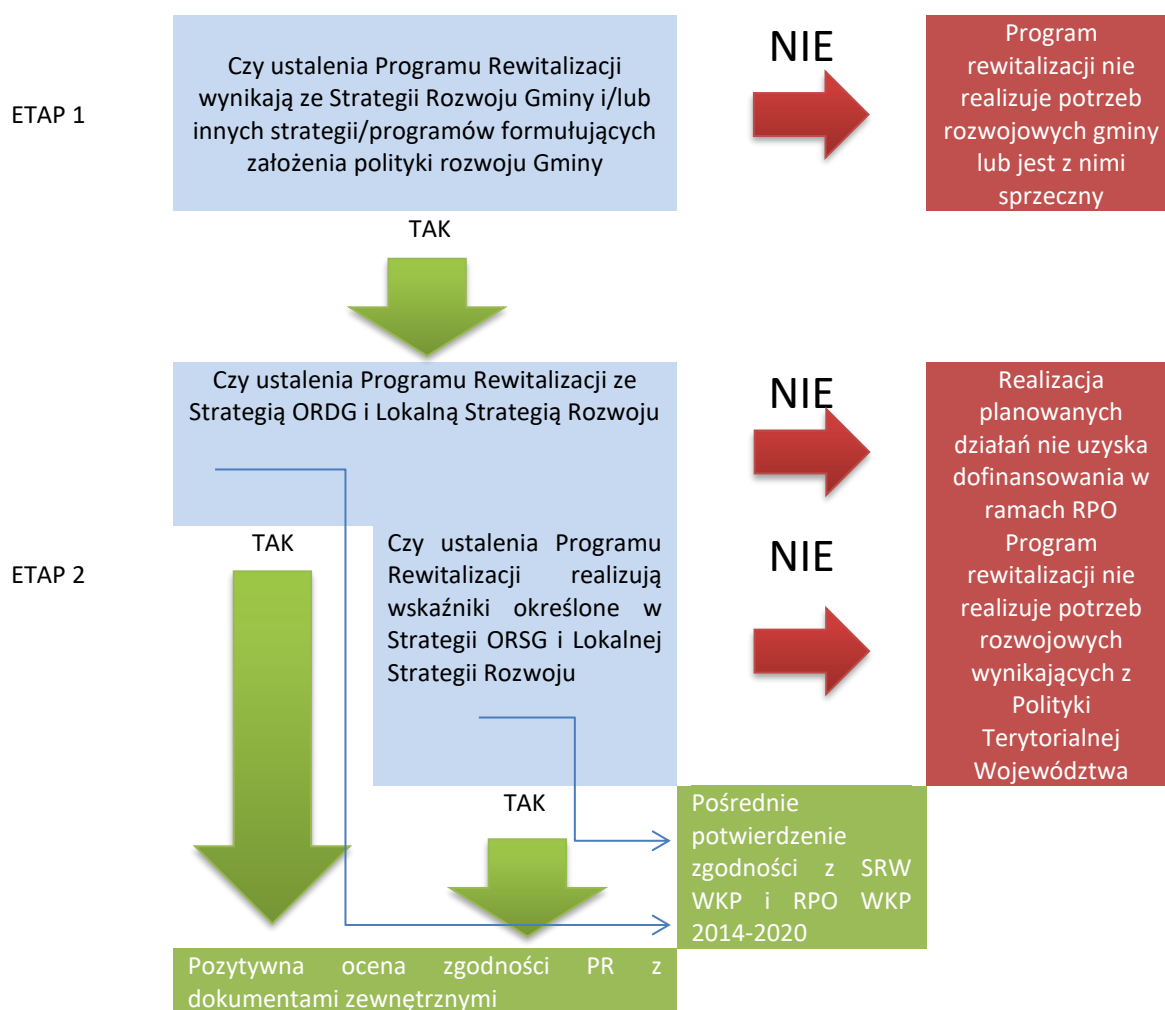 ETAP 1
Czy ustalenia Programu Rewitalizacji
wynikają ze Strategii Rozwoju Gminy i/lub
innych strategii/programów formułujących
założenia polityki rozwoju Gminy
NIE
Program
rewitalizacji nie
realizuje potrzeb
rozwojowych gminy
lub jest z nimi
sprzeczny
TAK
Czy ustalenia Programu Rewitalizacji ze
Strategią ORDG i Lokalną Strategią Rozwoju
NIE
Realizacja
planowanych
działań nie uzyska
dofinansowania w
ramach RPO
ETAP 2
TAK
Czy ustalenia Programu
Rewitalizacji realizują
wskaźniki określone w
Strategii ORSG i Lokalnej
Strategii Rozwoju
NIE
Program
rewitalizacji nie
realizuje potrzeb
rozwojowych
wynikających z
Polityki
Terytorialnej
Województwa
TAK
Pośrednie
potwierdzenie
zgodności z SRW
WKP i RPO WKP
2014-2020
Pozytywna ocena zgodności PR z
dokumentami zewnętrznymi